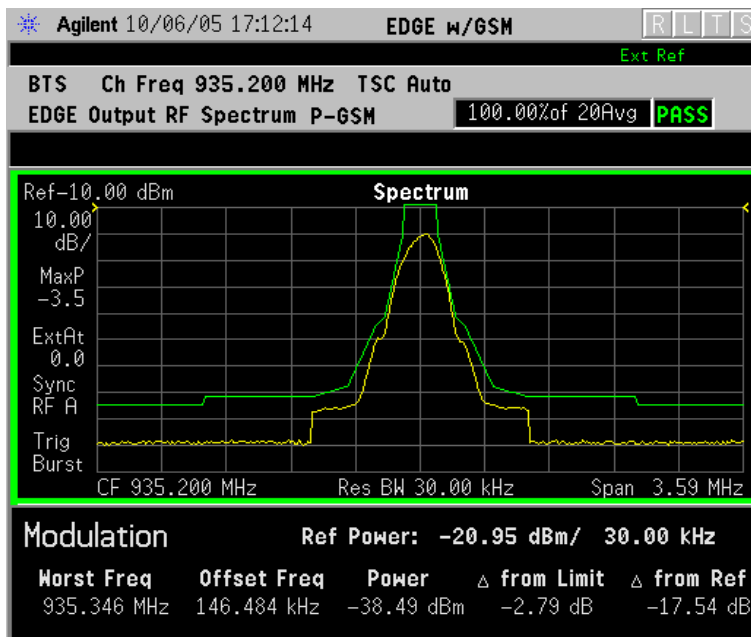 Agilent 10/06/05 17:12:14 EDGE w/GSM R L T S
Ext Ref
BTS Ch Freq 935.200 MHz TSC Auto
EDGE Output RF Spectrum P-GSM 100.00%of 20Avg PASS
Ref-10.00 dBm Spectrum
10.00
dB/
MaxP
-3.5
ExtAt
0.0
Sync
RF A
Trig
Burst
CF 935.200 MHz Res BW 30.00 kHz Span 3.59 MHz
Modulation Ref Power: -20.95 dBm/ 30.00 kHz
Worst Freq Offset Freq Power △ from Limit △ from Ref
935.346 MHz 146.484 kHz -38.49 dBm -2.79 dB -17.54 dB